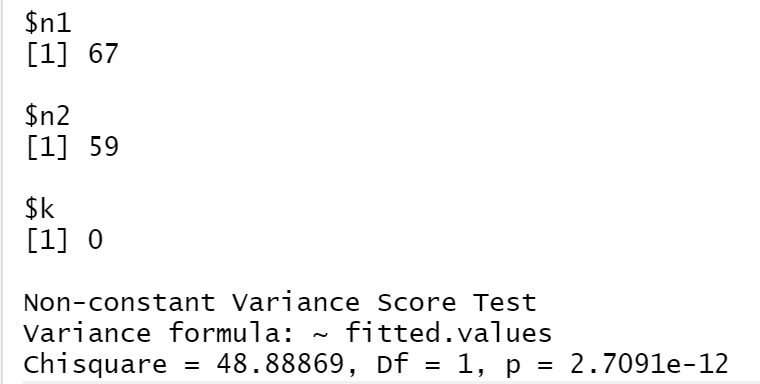 $n1
[1] 67
$n2
[1] 59
$k
[1] 0
Non-constant Variance Score Test
Variance formula: ~ fitted.values
Chisquare = 48.88869, Df = 1, p = 2.7091e-12